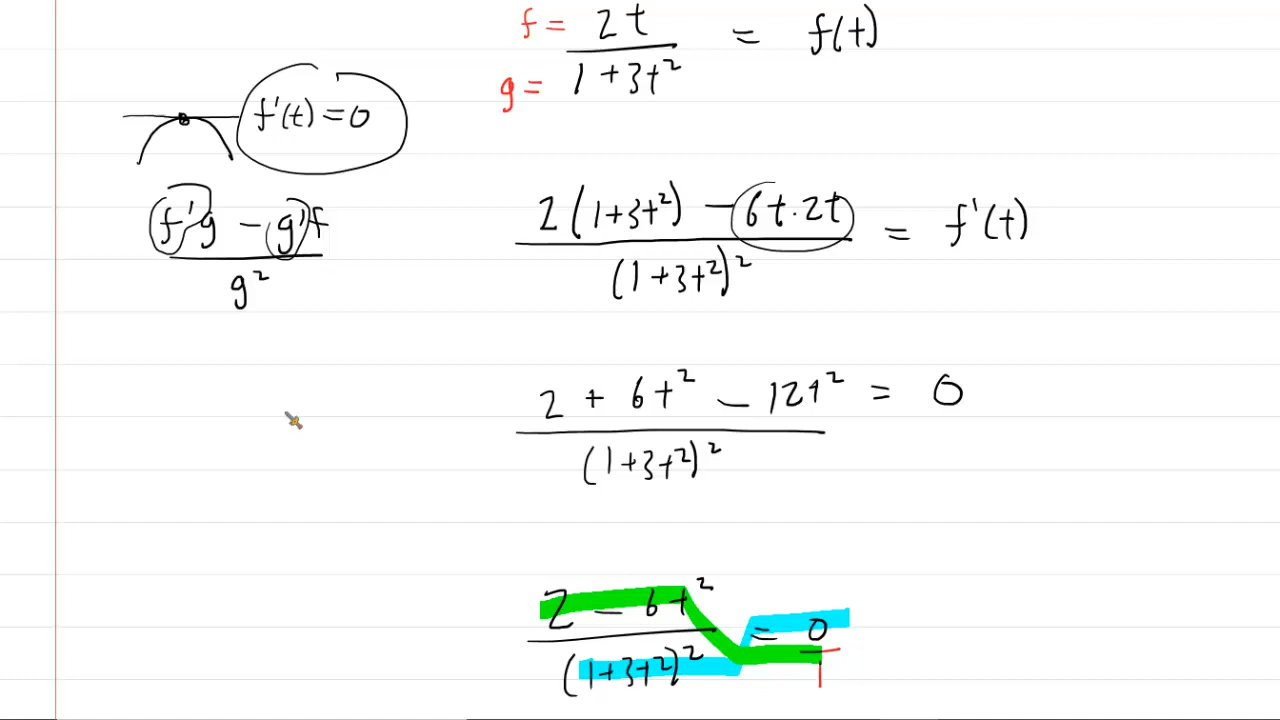 f = 2t = f(t)
g = 1 + 3t²
f'(t) = 0
f'g - g'f
g²
2(1+3t²) - 6t·2t = f'(t)
(1+3t²)²
2 + 6t² - 12t² = 0
(1+3t²)²
2 - 6t² = 0
(1+3t²)² 1